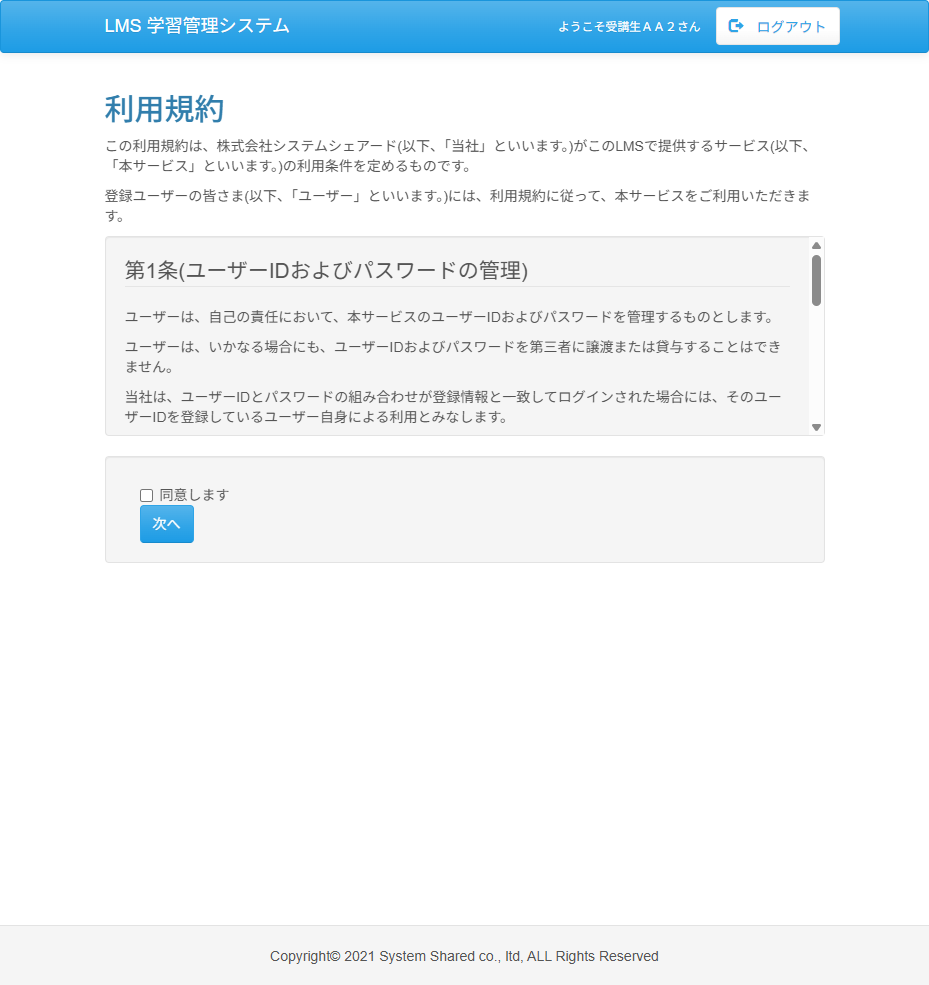 LMS 学習管理システム
ようこそ受講生ＡＡ２さん
ログアウト
利用規約
この利用規約は、株式会社システムシェアード(以下、「当社」といいます。)がこのLMSで提供するサービス(以下、
「本サービス」といいます。)の利用条件を定めるものです。
登録ユーザーの皆さま(以下、「ユーザー」といいます。)には、利用規約に従って、本サービスをご利用いただきま
す。
第1条(ユーザーIDおよびパスワードの管理)
ユーザーは、自己の責任において、本サービスのユーザーIDおよびパスワードを管理するものとします。
ユーザーは、いかなる場合にも、ユーザーIDおよびパスワードを第三者に譲渡または貸与することはでき
ません。
当社は、ユーザーIDとパスワードの組み合わせが登録情報と一致してログインされた場合には、そのユー
ザーIDを登録しているユーザー自身による利用とみなします。
同意します
次へ
Copyright© 2021 System Shared co., ltd, ALL Rights Reserved